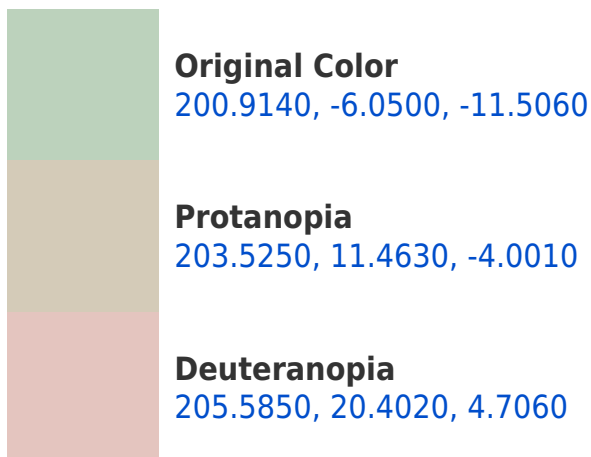 Original Color
200.9140, -6.0500, -11.5060
Protanopia
203.5250, 11.4630, -4.0010
Deuteranopia
205.5850, 20.4020, 4.7060